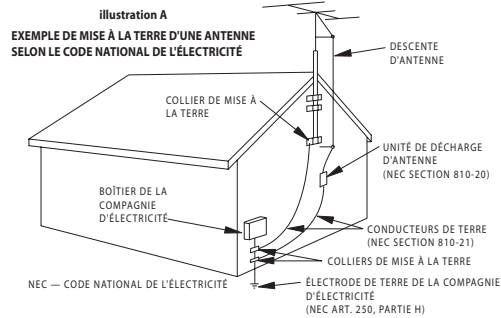 illustration A
EXEMPLE DE MISE À LA TERRE D'UNE ANTENNE
SELON LE CODE NATIONAL DE L'ÉLECTRICITÉ
DESCENTE
D'ANTENNE
COLLIER DE MISE À
LA TERRE
UNITÉ DE DÉCHARGE
D'ANTENNE
(NEC SECTION 810-20)
BOÎTIER DE LA
COMPAGNIE
D'ÉLECTRICITÉ
CONDUCTEURS DE TERRE
(NEC SECTION 810-21)
COLLIERS DE MISE À LA TERRE
NEC — CODE NATIONAL DE L'ÉLECTRICITÉ
ÉLECTRODE DE TERRE DE LA COMPAGNIE
D'ÉLECTRICITÉ
(NEC ART. 250, PARTIE H)